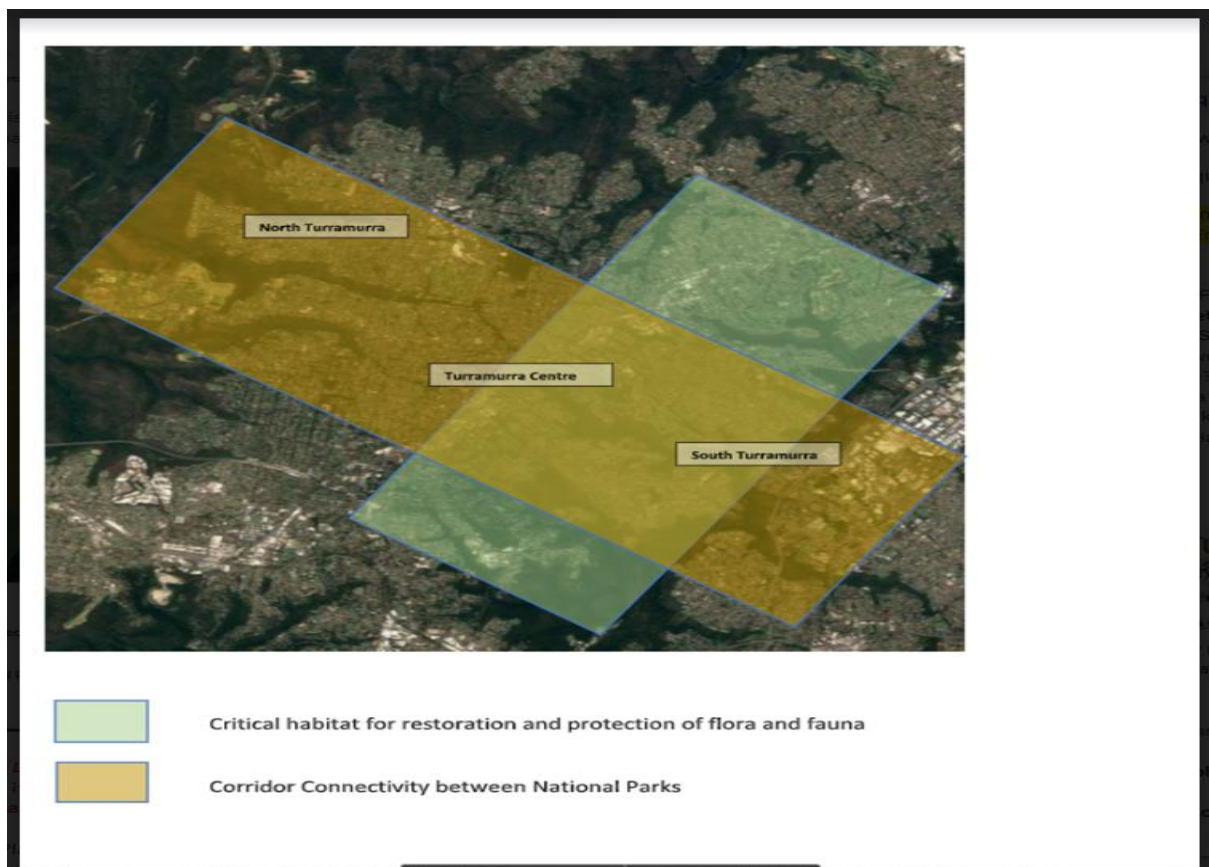 North Turramurra
Turramurra Centre
South Turramurra
Critical habitat for restoration and protection of flora and fauna
Corridor Connectivity between National Parks